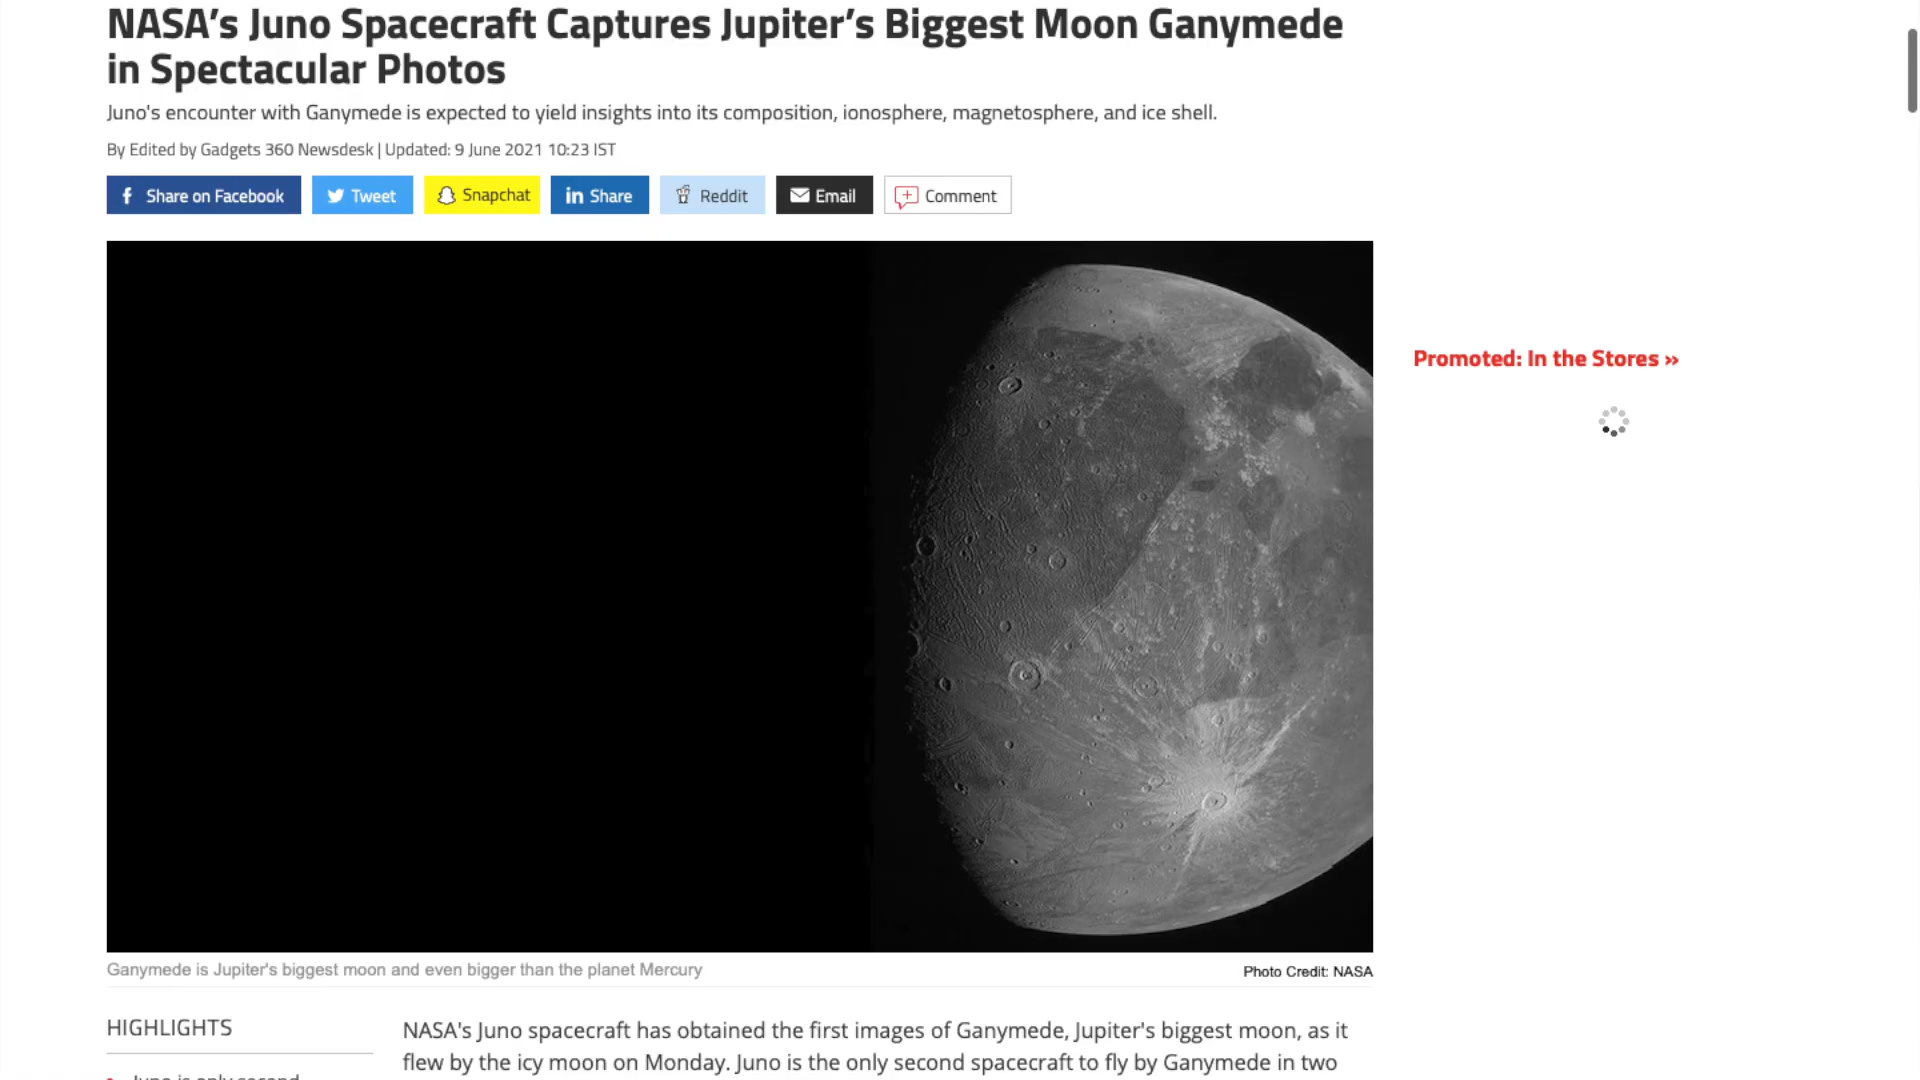 NASA's Juno Spacecraft Captures Jupiter's Biggest Moon Ganymede
in Spectacular Photos
Juno's encounter with Ganymede is expected to yield insights into its composition, ionosphere, magnetosphere, and ice shell.
By Edited by Gadgets 360 Newsdesk | Updated: 9 June 2021 10:23 IST
Share on Facebook Tweet Snapchat in Share Reddit Email Comment
Promoted: In the Stores »
Ganymede is Jupiter's biggest moon and even bigger than the planet Mercury
Photo Credit: NASA
HIGHLIGHTS
Juno is only second
NASA's Juno spacecraft has obtained the first images of Ganymede, Jupiter's biggest moon, as it
flew by the icy moon on Monday. Juno is the only second spacecraft to fly by Ganymede in two